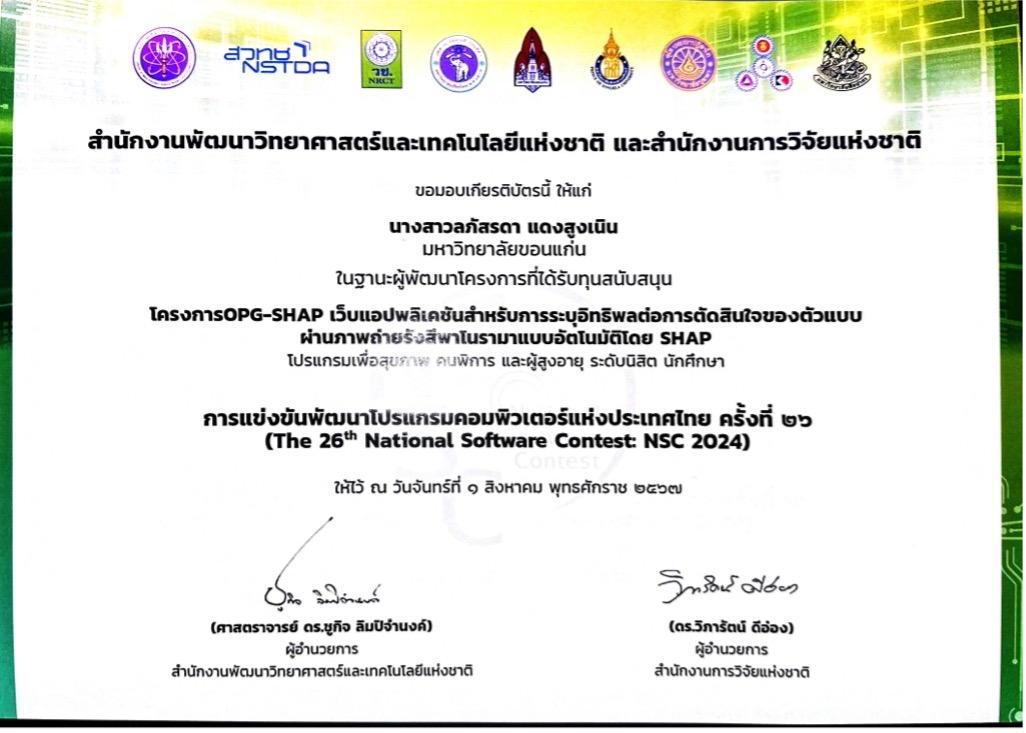 สวทช
NSTDA
วช.
NRCT
สำนักงานพัฒนาวิทยาศาสตร์และเทคโนโลยีแห่งชาติ และสำนักงานการวิจัยแห่งชาติ
ขอมอบเกียรติบัตรนี้ ให้แก่
นางสาวลภัสรดา แดงสูงเนิน
มหาวิทยาลัยขอนแก่น
ในฐานะผู้พัฒนาโครงการที่ได้รับทุนสนับสนุน
โครงการOPG-SHAP เว็บแอปพลิเคชันสำหรับการระบุอิทธิพลต่อการตัดสินใจของตัวแบบ
ผ่านภาพถ่ายรังสีพาโนรามาแบบอัตโนมัติโดย SHAP
โปรแกรมเพื่อสุขภาพ คนพิการ และผู้สูงอายุ ระดับนิสิต นักศึกษา
การแข่งขันพัฒนาโปรแกรมคอมพิวเตอร์แห่งประเทศไทย ครั้งที่ ๒๖
(The 26th National Software Contest: NSC 2024)
Contest
ให้ไว้ ณ วันจันทร์ที่ ๑ สิงหาคม พุทธศักราช ๒๕๖๗
(ศาสตราจารย์ ดร.ชูกิจ ลิมปิจำนงค์)
ผู้อำนวยการ
สำนักงานพัฒนาวิทยาศาสตร์และเทคโนโลยีแห่งชาติ
(ดร.วิภารัตน์ ดีอ่อง)
ผู้อำนวยการ
สำนักงานการวิจัยแห่งชาติ